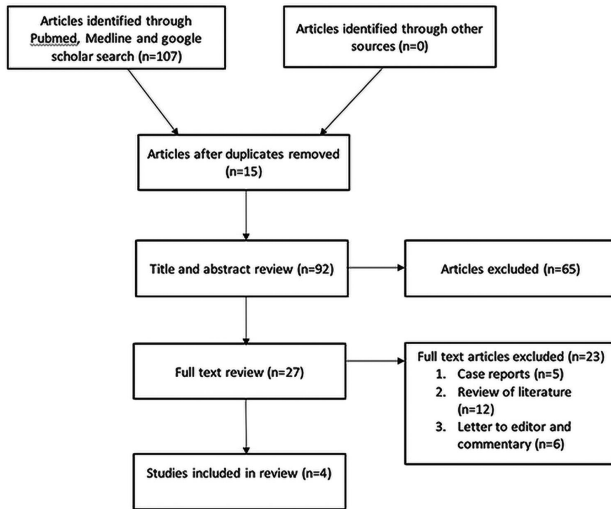 Articles identified through
Pubmed, Medline and google
scholar search (n=107)
Articles identified through other
sources (n=0)
Articles after duplicates removed
(n=15)
Title and abstract review (n=92)
Articles excluded (n=65)
Full text review (n=27)
Full text articles excluded (n=23)
1. Case reports (n=5)
2. Review of literature
(n=12)
3. Letter to editor and
commentary (n=6)
Studies included in review (n=4)